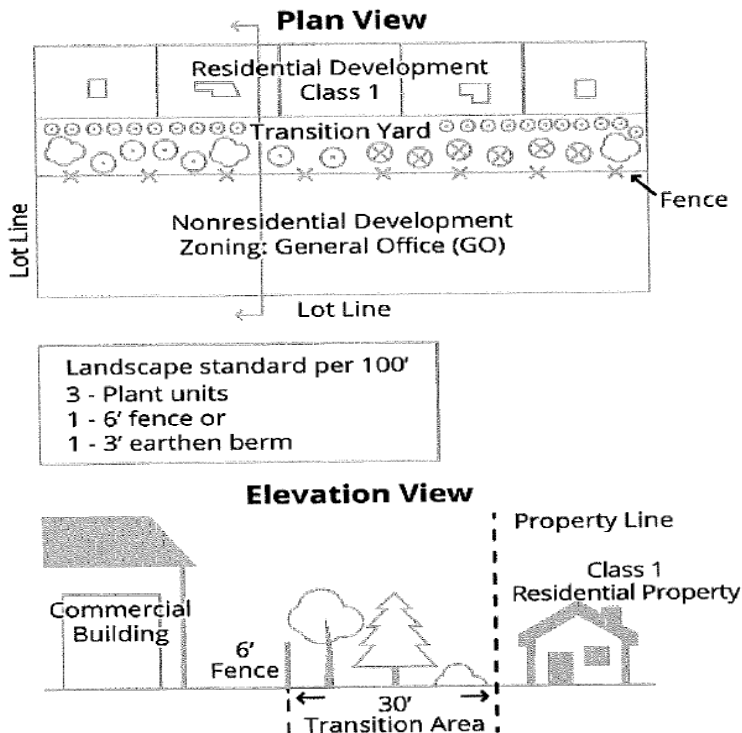 Plan View
Residential Development
Class 1
Transition Yard
Fence
Nonresidential Development
Zoning: General Office (GO)
Lot Line
Lot Line
Landscape standard per 100'
3 - Plant units
1 - 6' fence or
1 - 3' earthen berm
Elevation View
Property Line
Class 1
Residential Property
Commercial
Building
6'
Fence
30'
Transition Area